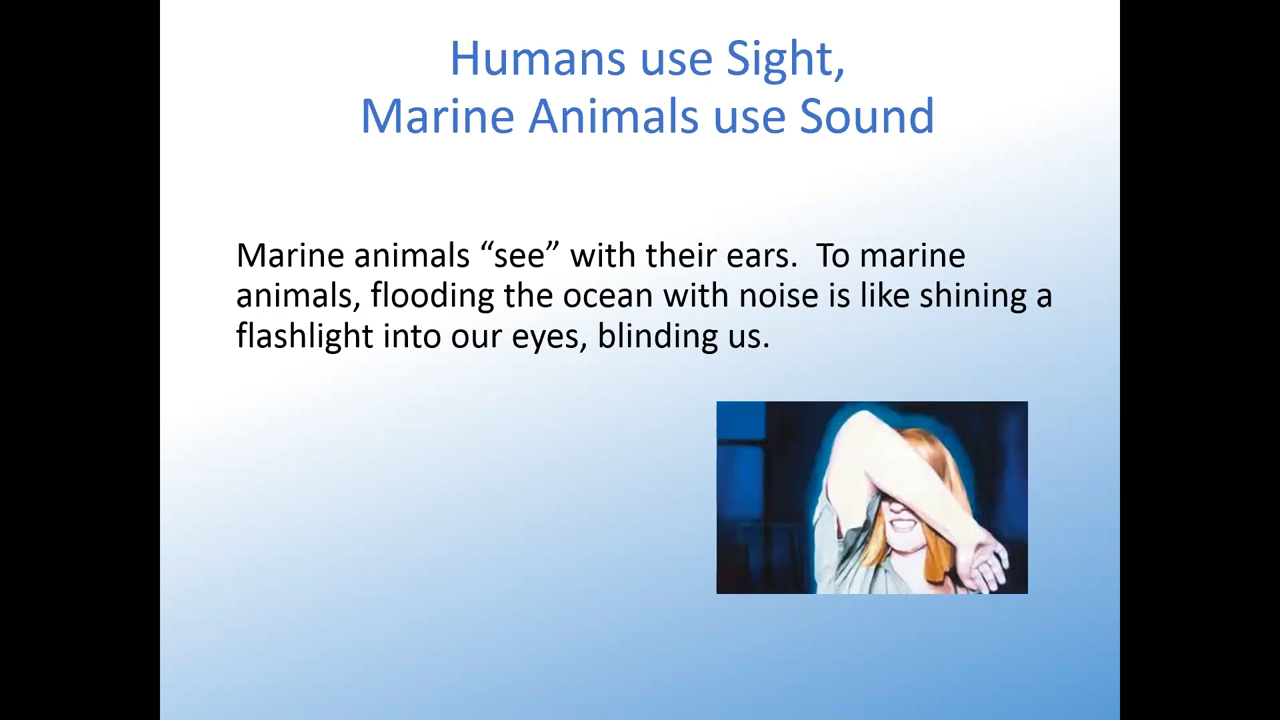 Humans use Sight,
Marine Animals use Sound
Marine animals “see” with their ears.  To marine
animals, flooding the ocean with noise is like shining a
flashlight into our eyes, blinding us.